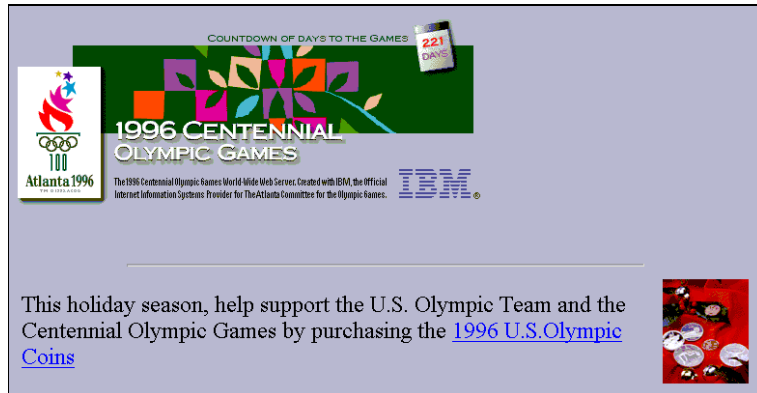 COUNTDOWN OF DAYS TO THE GAMES
221
DAYS
1996 CENTENNIAL
OLYMPIC GAMES
100
Atlanta 1996
The 1996 Centennial Olympic Games World-Wide Web Server. Created with IBM, the Official
Internet Information Systems Provider for The Atlanta Committee for the Olympic Games.
IBM®
This holiday season, help support the U.S. Olympic Team and the
Centennial Olympic Games by purchasing the 1996 U.S.Olympic
Coins